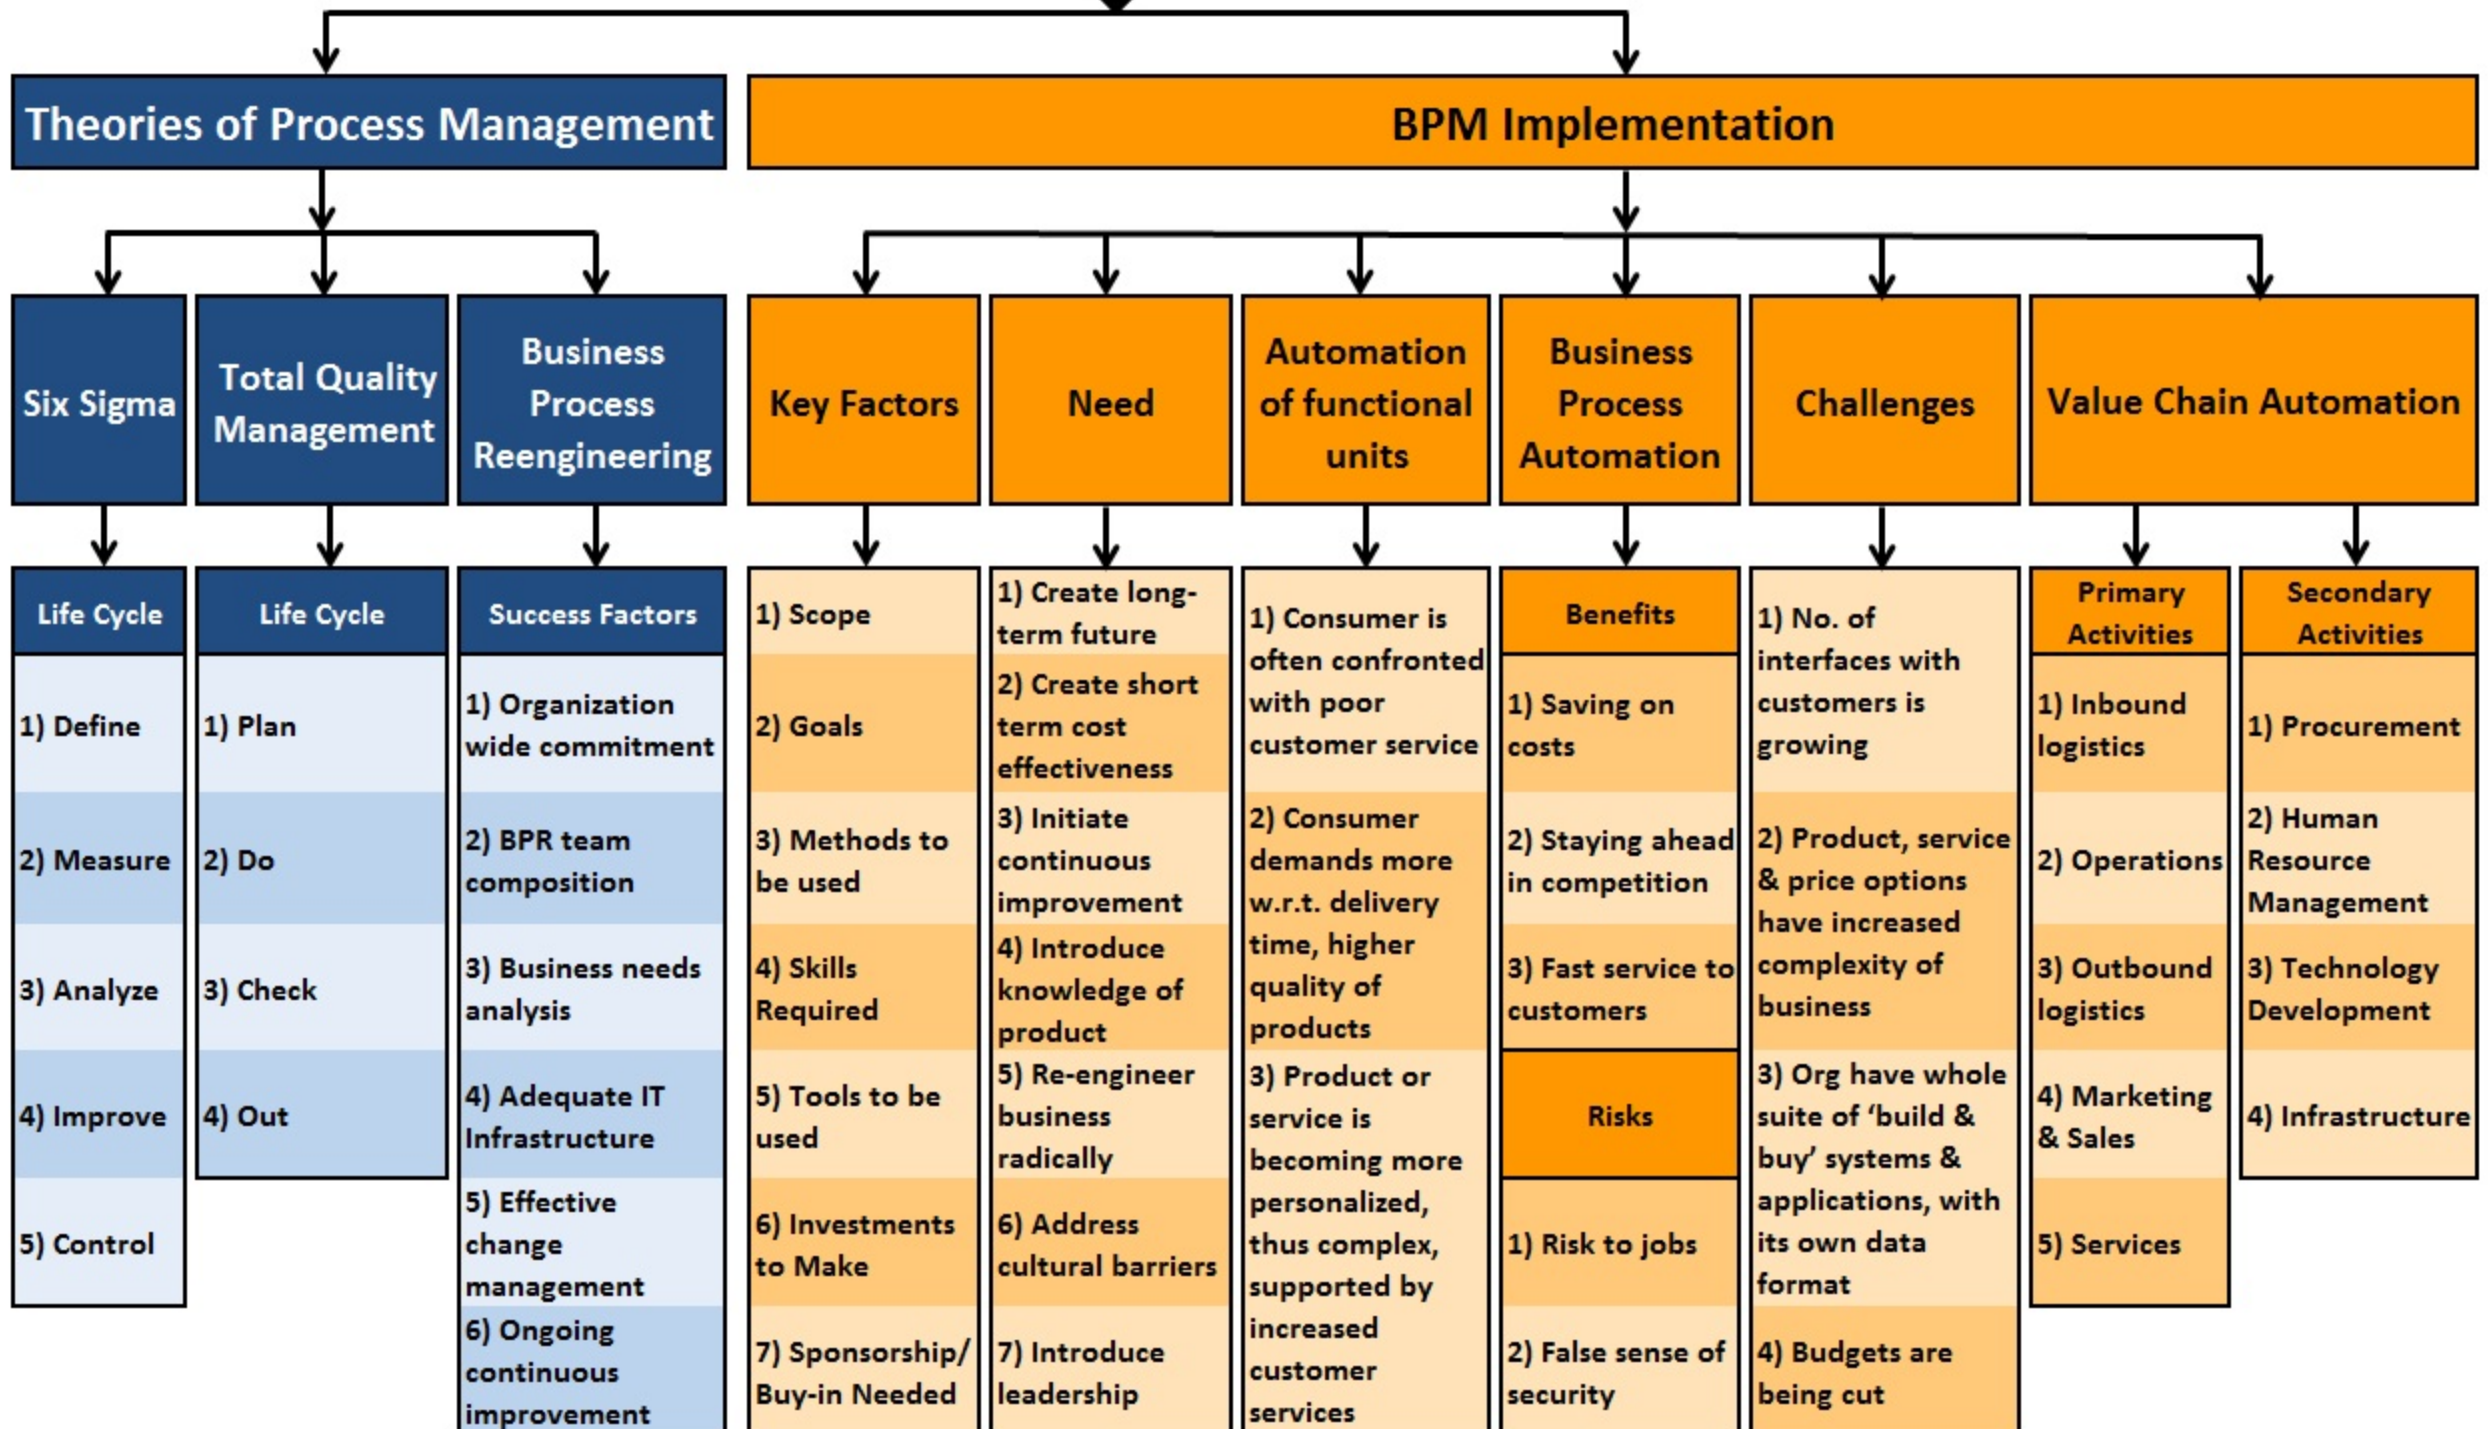 Theories of Process Management
BPM Implementation
Six Sigma
Total Quality
Management
Business
Process
Reengineering
Key Factors
Need
Automation
of functional
units
Business
Process
Automation
Challenges
Value Chain Automation
Life Cycle
1) Define
2) Measure
3) Analyze
4) Improve
5) Control
Life Cycle
1) Plan
2) Do
3) Check
4) Out
Success Factors
1) Organization
wide commitment
2) BPR team
composition
3) Business needs
analysis
4) Adequate IT
Infrastructure
5) Effective
change
management
6) Ongoing
continuous
improvement
1) Scope
2) Goals
3) Methods to
be used
4) Skills
Required
5) Tools to be
used
6) Investments
to Make
7) Sponsorship/
Buy-in Needed
1) Create long-
term future
2) Create short
term cost
effectiveness
3) Initiate
continuous
improvement
4) Introduce
knowledge of
product
5) Re-engineer
business
radically
6) Address
cultural barriers
7) Introduce
leadership
1) Consumer is
often confronted
with poor
customer service
2) Consumer
demands more
w.r.t. delivery
time, higher
quality of
products
3) Product or
service is
becoming more
personalized,
thus complex,
supported by
increased
customer
services
Benefits
1) Saving on
costs
2) Staying ahead
in competition
3) Fast service to
customers
Risks
1) Risk to jobs
2) False sense of
security
1) No. of
interfaces with
customers is
growing
2) Product, service
& price options
have increased
complexity of
business
3) Org have whole
suite of ‘build &
buy’ systems &
applications, with
its own data
format
4) Budgets are
being cut
Primary
Activities
1) Inbound
logistics
2) Operations
3) Outbound
logistics
4) Marketing
& Sales
5) Services
Secondary
Activities
1) Procurement
2) Human
Resource
Management
3) Technology
Development
4) Infrastructure